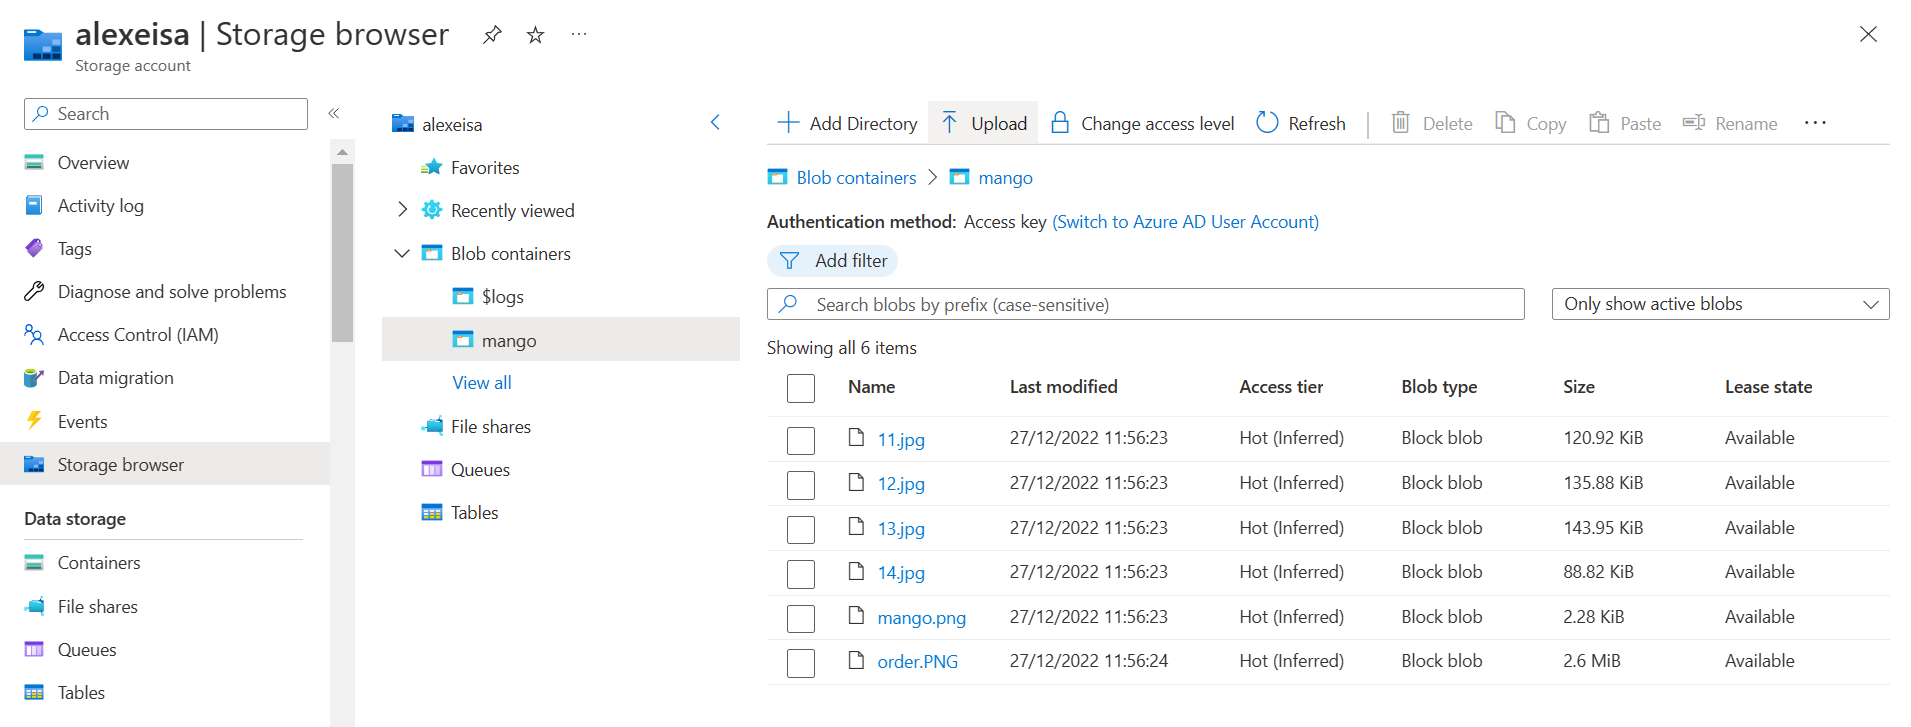 alexeisa | Storage browser
Storage account
Search
Overview
Activity log
Tags
Diagnose and solve problems
Access Control (IAM)
Data migration
Events
Storage browser
Data storage
Containers
File shares
Queues
Tables
alexeisa
Favorites
Recently viewed
Blob containers
$logs
mango
View all
File shares
Queues
Tables
Add Directory Upload Change access level Refresh Delete Copy Paste Rename
Blob containers > mango
Authentication method: Access key (Switch to Azure AD User Account)
Add filter
Search blobs by prefix (case-sensitive) Only show active blobs
Showing all 6 items
Name Last modified Access tier Blob type Size Lease state
11.jpg 27/12/2022 11:56:23 Hot (Inferred) Block blob 120.92 KiB Available
12.jpg 27/12/2022 11:56:23 Hot (Inferred) Block blob 135.88 KiB Available
13.jpg 27/12/2022 11:56:23 Hot (Inferred) Block blob 143.95 KiB Available
14.jpg 27/12/2022 11:56:23 Hot (Inferred) Block blob 88.82 KiB Available
mango.png 27/12/2022 11:56:23 Hot (Inferred) Block blob 2.28 KiB Available
order.PNG 27/12/2022 11:56:24 Hot (Inferred) Block blob 2.6 MiB Available